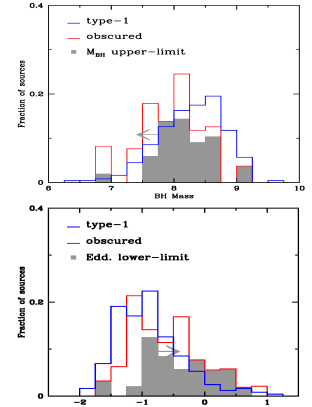 0.4
type-1
obscured
M_BH upper-limit
Fraction of sources
0.2
0
6 7 8 9 10
BH Mass
0.4
type-1
obscured
Edd. lower-limit
Fraction of sources
0.2
-2 -1 0 1